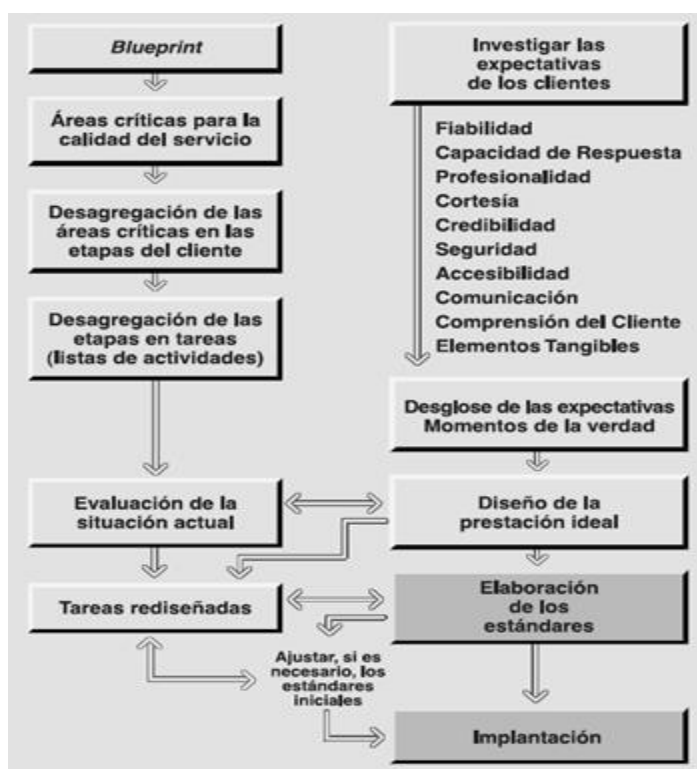 Blueprint
Áreas críticas para la
calidad del servicio
Desagregación de las
áreas críticas en las
etapas del cliente
Desagregación de las
etapas en tareas
(listas de actividades)
Evaluación de la
situación actual
Tareas rediseñadas
Investigar las
expectativas
de los clientes
Fiabilidad
Capacidad de Respuesta
Profesionalidad
Cortesía
Credibilidad
Seguridad
Accesibilidad
Comunicación
Comprensión del Cliente
Elementos Tangibles
Desglose de las expectativas
Momentos de la verdad
Diseño de la
prestación ideal
Elaboración
de los
estándares
Ajustar, si es
necesario, los
estándares
iniciales
Implantación